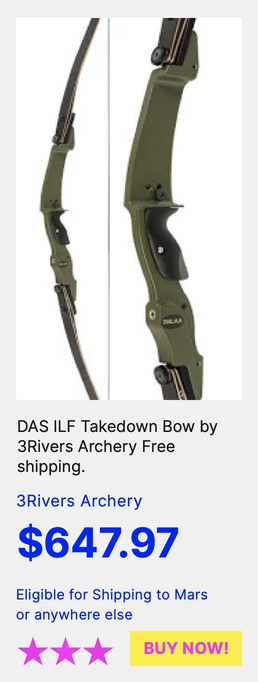 DAS ILF Takedown Bow by
3Rivers Archery Free
shipping.
3Rivers Archery
$647.97
Eligible for Shipping to Mars
or anywhere else
BUY NOW!